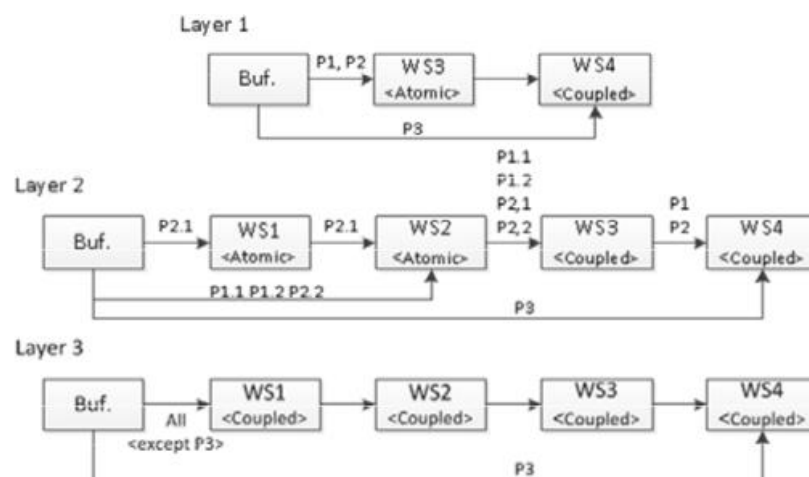 Layer 1
Buf.
P1, P2
WS3
<Atomic>
WS4
<Coupled>
P3
Layer 2
Buf.
P2.1
WS1
<Atomic>
P2.1
WS2
<Atomic>
P1.1
P1.2
P2,1
P2,2
WS3
<Coupled>
P1
P2
WS4
<Coupled>
P1.1 P1.2 P2.2
P3
Layer 3
Buf.
All
<except P3>
WS1
<Coupled>
WS2
<Coupled>
WS3
<Coupled>
WS4
<Coupled>
P3